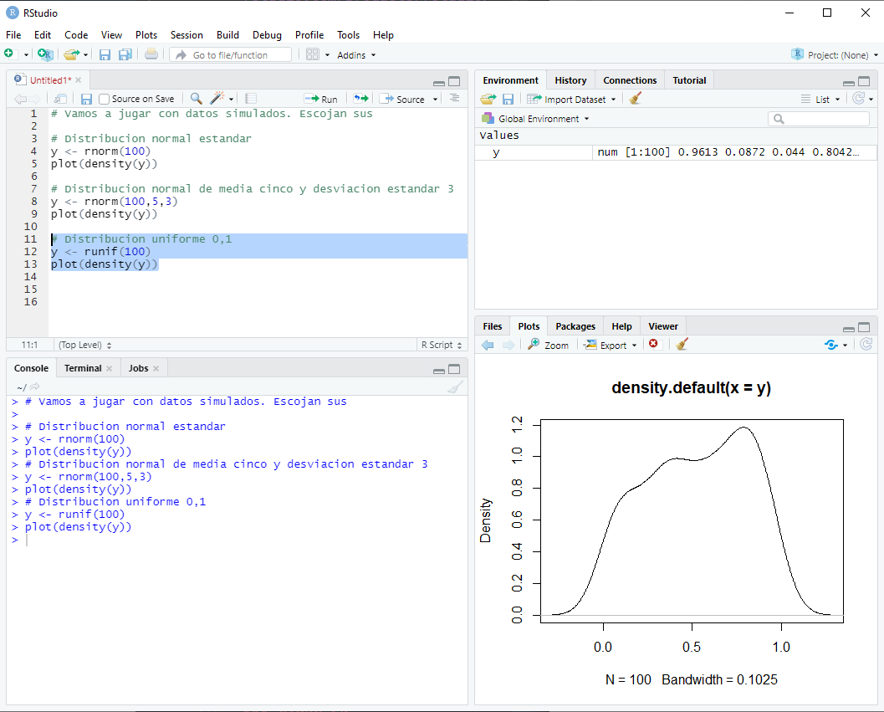 RStudio
File Edit Code View Plots Session Build Debug Profile Tools Help
Go to file/function Addins Project: (None)
Untitled1*
Source on Save Run Source
1 # Vamos a jugar con datos simulados. Escojan sus
2
3 # Distribucion normal estandar
4 y <- rnorm(100)
5 plot(density(y))
6
7 # Distribucion normal de media cinco y desviacion estandar 3
8 y <- rnorm(100,5,3)
9 plot(density(y))
10
11 # Distribucion uniforme 0,1
12 y <- runif(100)
13 plot(density(y))
14
15
16
11:1 (Top Level) R Script
Console Terminal Jobs
~/
> # Vamos a jugar con datos simulados. Escojan sus
>
> # Distribucion normal estandar
> y <- rnorm(100)
> plot(density(y))
> # Distribucion normal de media cinco y desviacion estandar 3
> y <- rnorm(100,5,3)
> plot(density(y))
> # Distribucion uniforme 0,1
> y <- runif(100)
> plot(density(y))
>
Environment History Connections Tutorial
Import Dataset List
Global Environment
Values
y num [1:100] 0.9613 0.0872 0.044 0.8042…
Files Plots Packages Help Viewer
Zoom Export
density.default(x = y)
Density
1.2
1.0
0.8
0.6
0.4
0.2
0.0
0.0 0.5 1.0
N = 100 Bandwidth = 0.1025